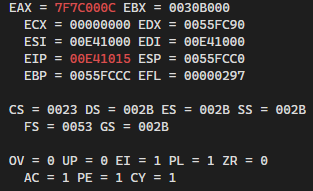 EAX = 7F7C000C EBX = 0030B000
ECX = 00000000 EDX = 0055FC90
ESI = 00E41000 EDI = 00E41000
EIP = 00E41015 ESP = 0055FCC0
EBP = 0055FCCC EFL = 00000297
CS = 0023 DS = 002B ES = 002B SS = 002B
FS = 0053 GS = 002B
OV = 0 UP = 0 EI = 1 PL = 1 ZR = 0
AC = 1 PE = 1 CY = 1